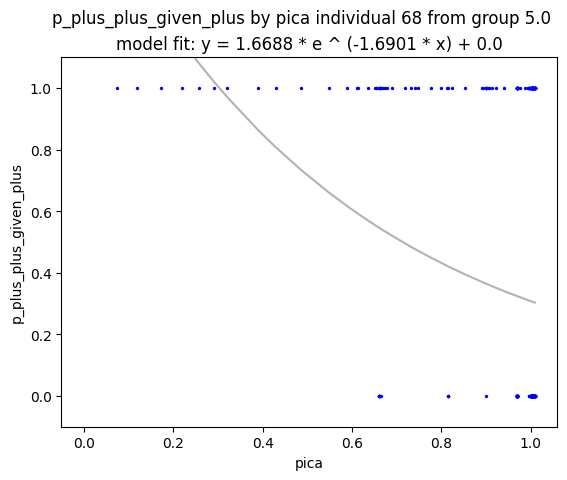 p_plus_plus_given_plus by pica individual 68 from group 5.0
model fit: y = 1.6688 * e ^ (-1.6901 * x) + 0.0
1.0
0.8
0.6
0.4
0.2
0.0
p_plus_plus_given_plus
0.0 0.2 0.4 0.6 0.8 1.0
pica